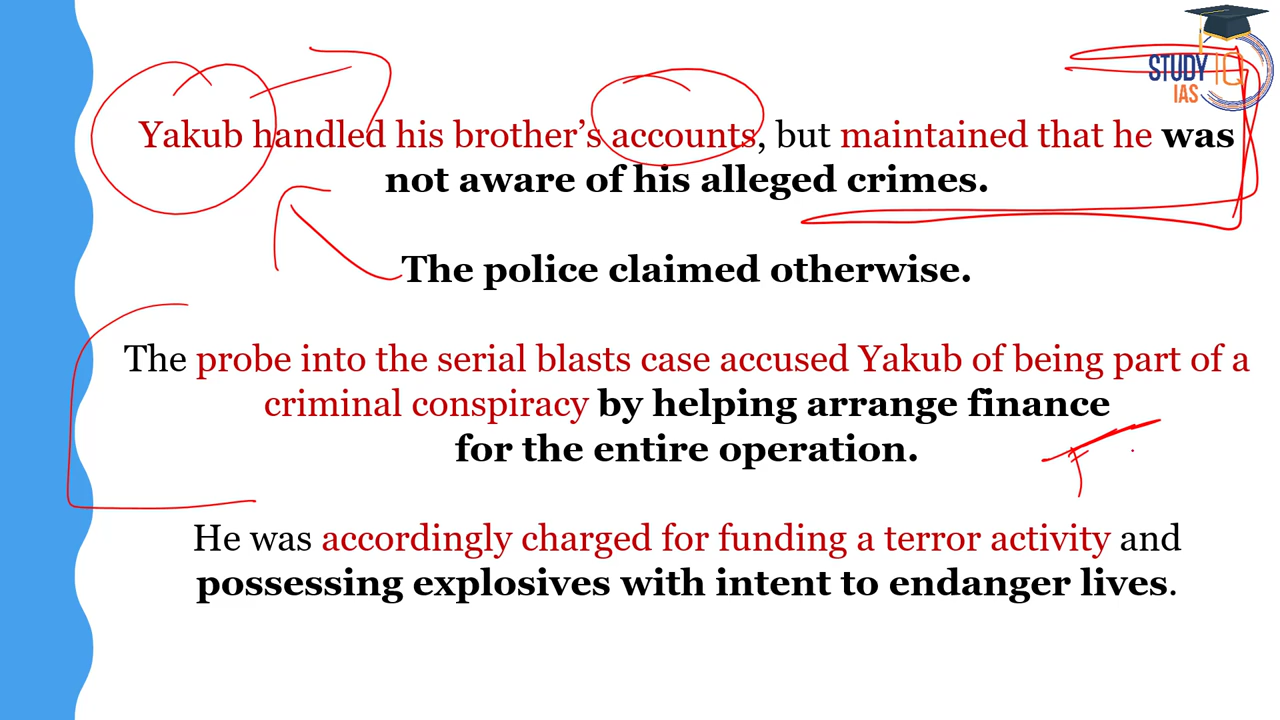 STUDY IQ
IAS
Yakub handled his brother’s accounts, but maintained that he was
not aware of his alleged crimes.
The police claimed otherwise.
The probe into the serial blasts case accused Yakub of being part of a
criminal conspiracy by helping arrange finance
for the entire operation.
He was accordingly charged for funding a terror activity and
possessing explosives with intent to endanger lives.